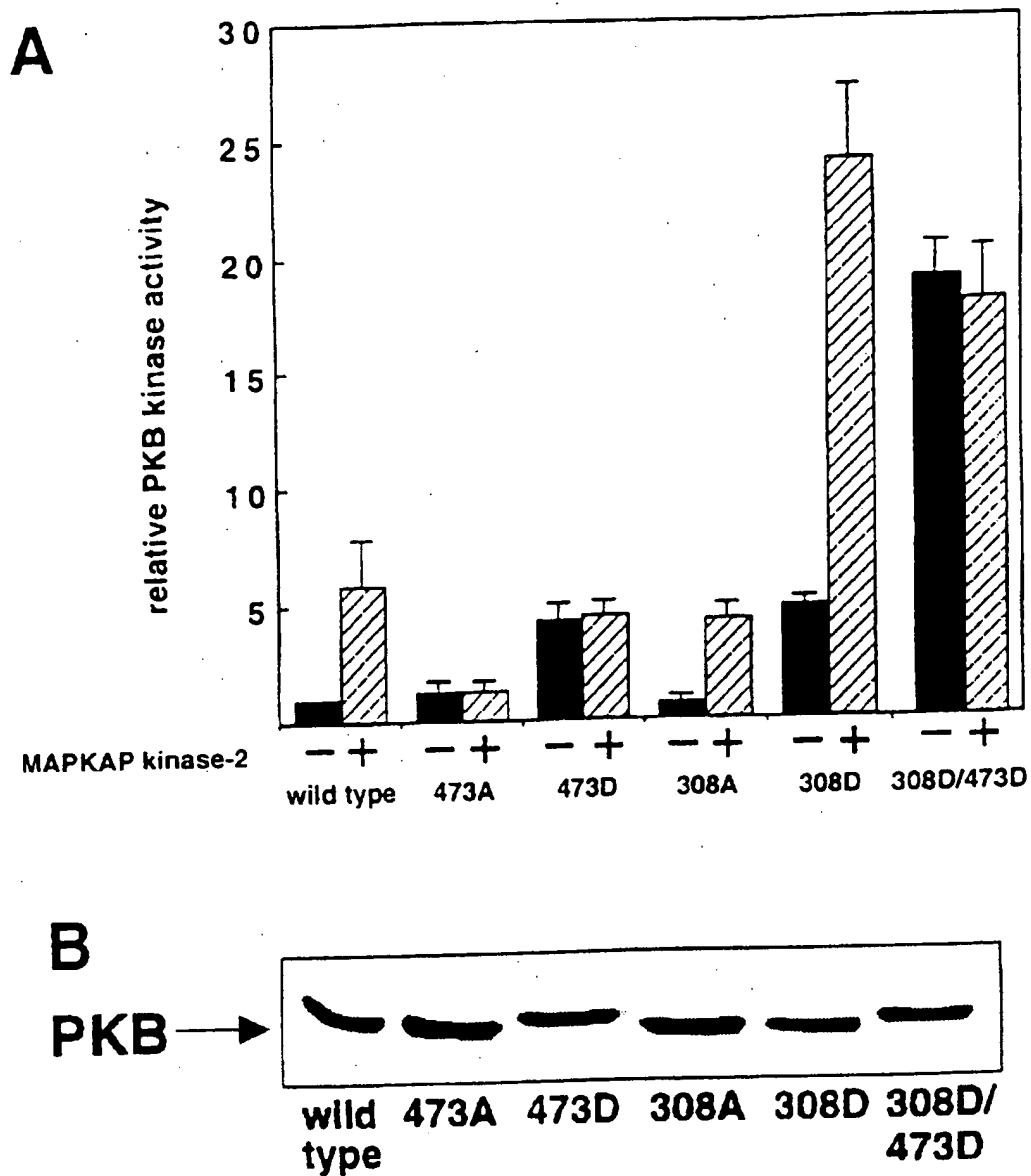 A
30
25
20
15
10
5
relative PKB kinase activity
MAPKAP kinase-2
− + − + − + − + − + − +
wild type 473A 473D 308A 308D 308D/473D
B
PKB
wild type 473A 473D 308A 308D 308D/473D